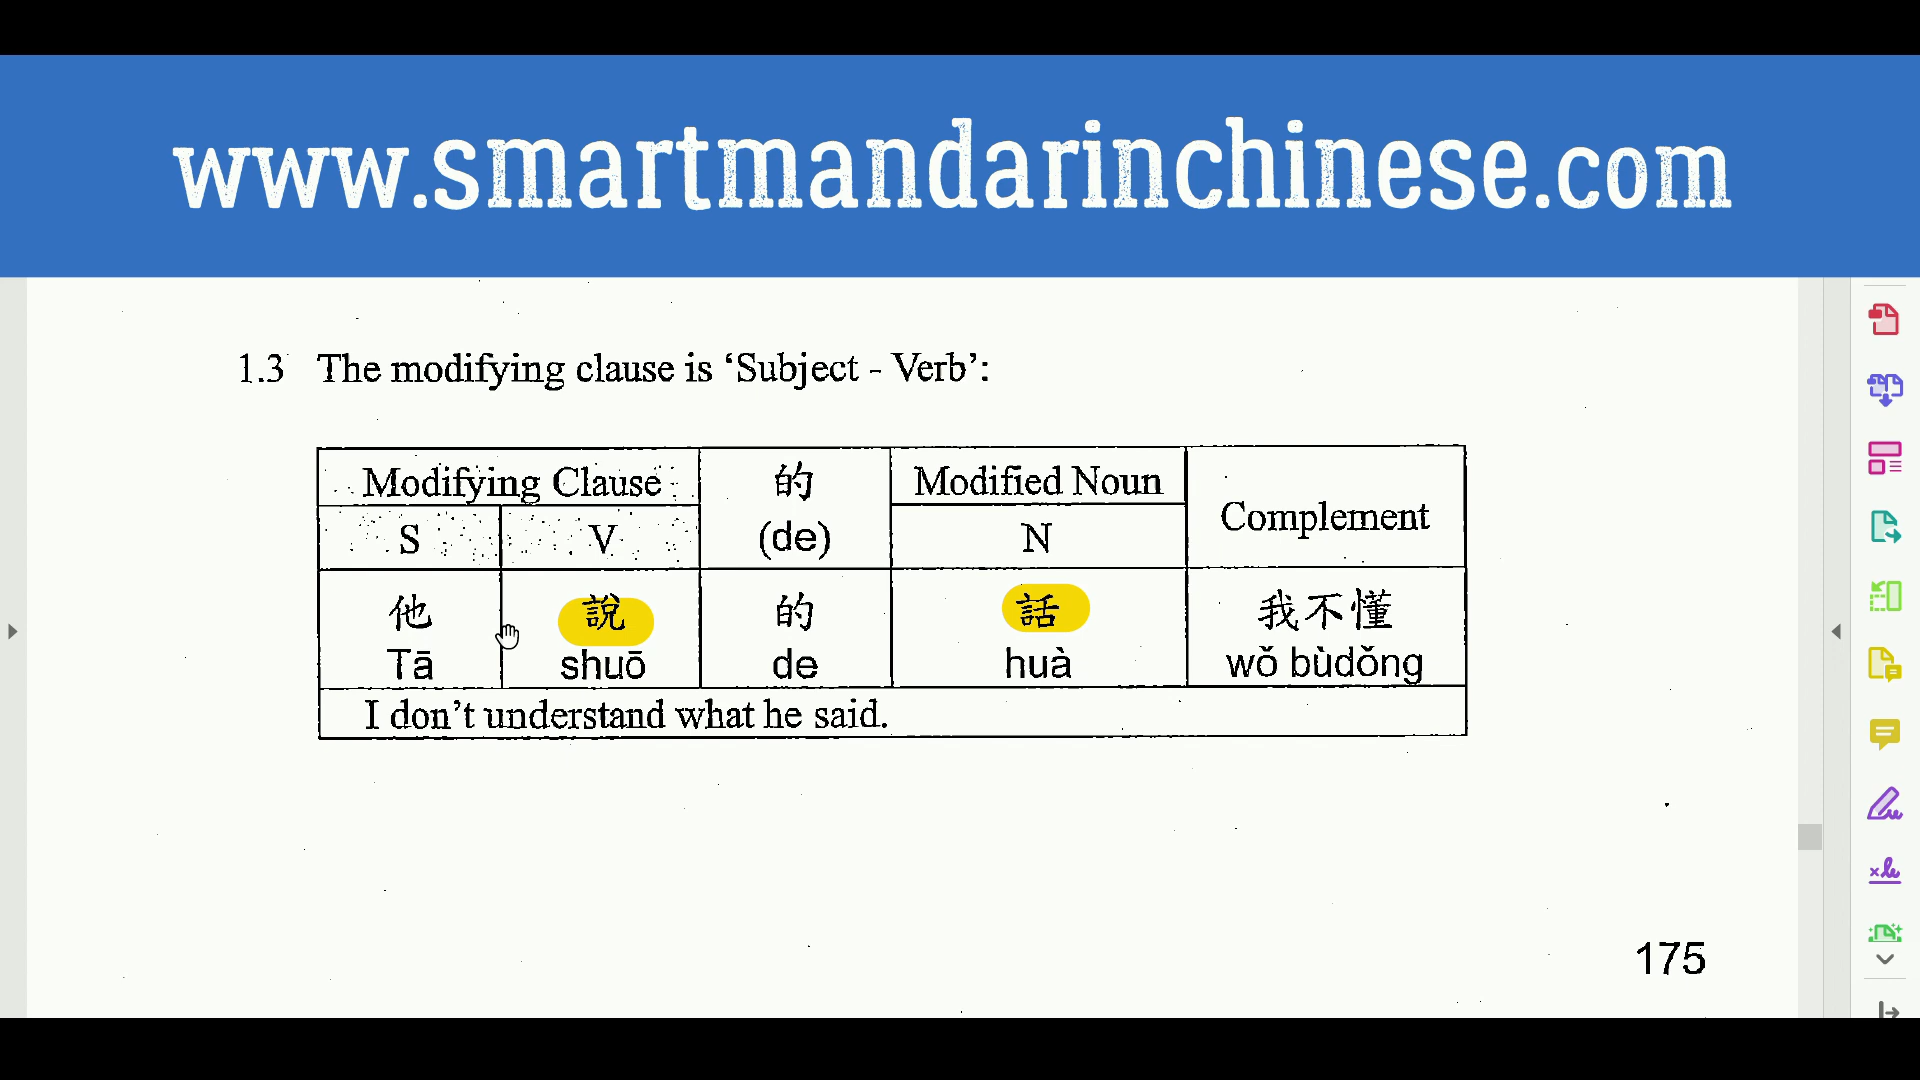 www.smartmandarinchinese.com
1.3 The modifying clause is ‘Subject - Verb’:
Modifying Clause 的 Modified Noun Complement
S V (de) N
他 說 的 話 我不懂
Tā shuō de huà wǒ bùdǒng
I don’t understand what he said.
175